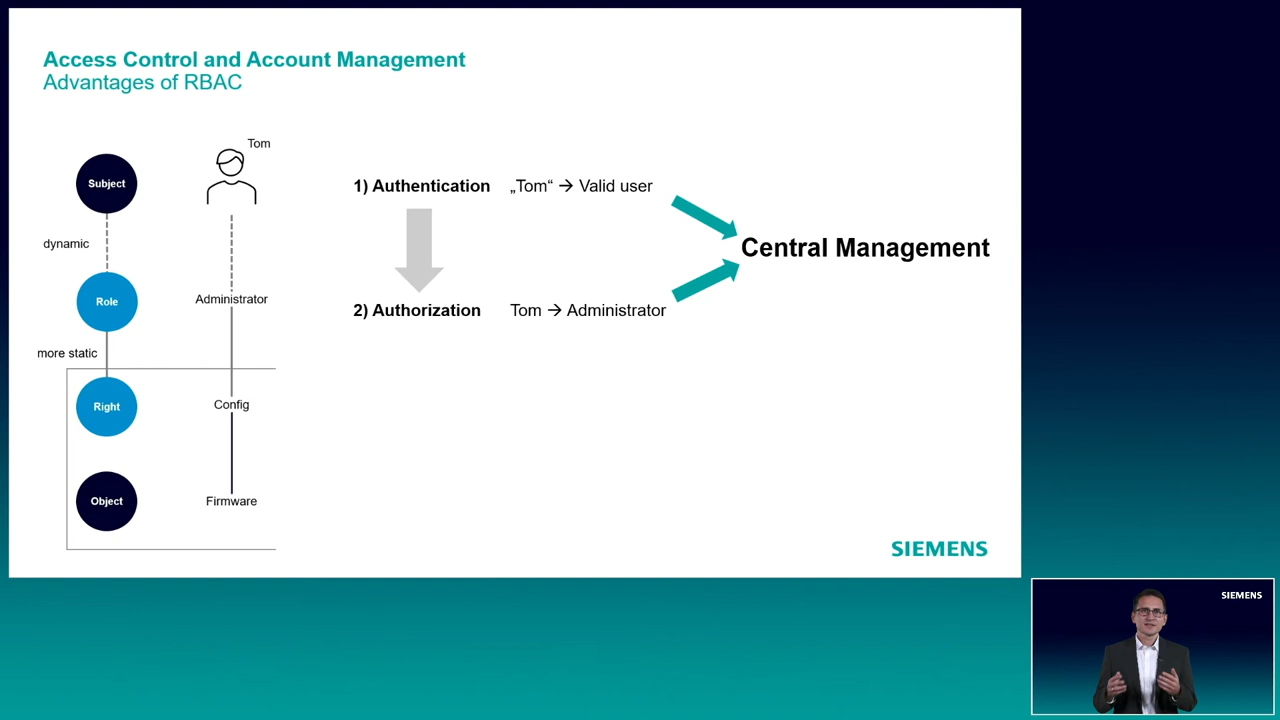 Access Control and Account Management
Advantages of RBAC
Tom
Subject
1) Authentication „Tom“ → Valid user
dynamic
Central Management
Role
Administrator
2) Authorization Tom → Administrator
more static
Right
Config
Object
Firmware
SIEMENS
SIEMENS